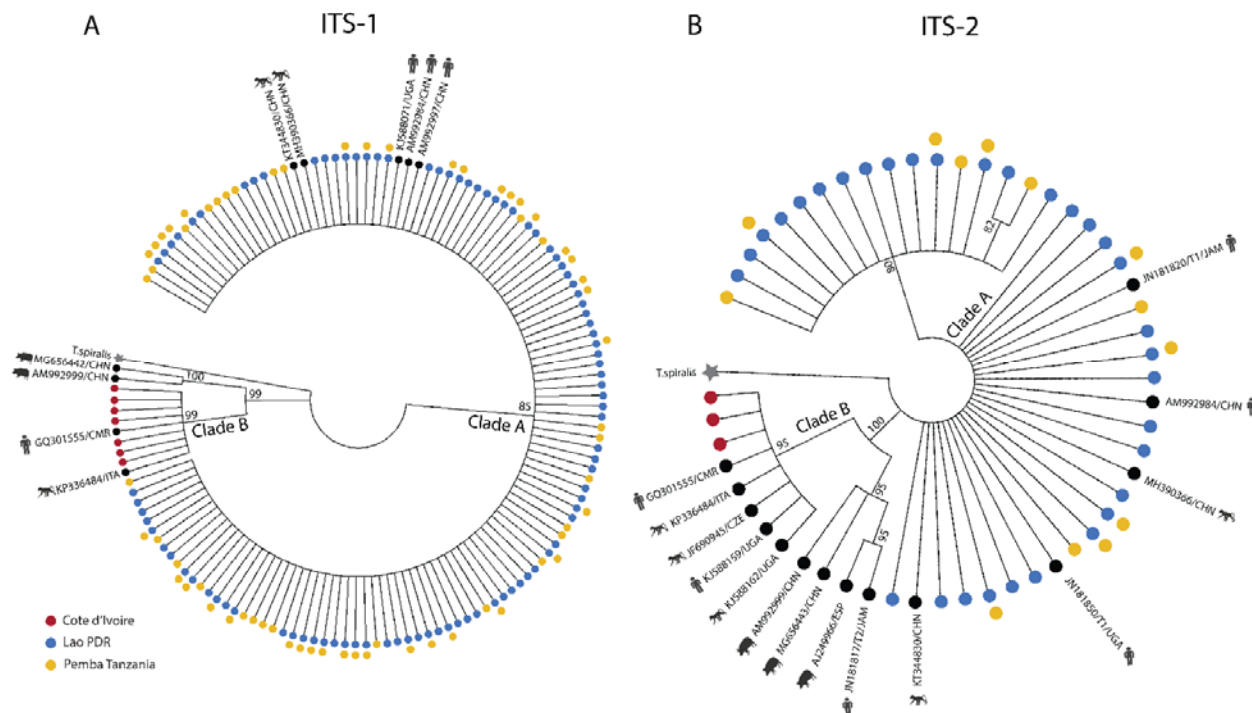 A
ITS-1
B
ITS-2
KT344830/CHN
MH390366/CHN
KJ588071/UGA
AM992984/CHN
AM992997/CHN
T.spiralis
MG656442/CHN
AM992999/CHN
100
99
99
Clade B
GQ301555/CMR
KP336484/ITA
85
Clade A
Cote d'Ivoire
Lao PDR
Pemba Tanzania
82
90
Clade A
JN181820/T1/JAM
T.spiralis
AM992984/CHN
Clade B
100
95
95
95
GQ301555/CMR
KP336484/ITA
JF690945/CZE
KJ588159/UGA
KJ588162/UGA
AM992999/CHN
MG656443/CHN
AJ249966/ESP
JN181817/T2/JAM
KT344830/CHN
JN181850/T1/UGA
MH390366/CHN